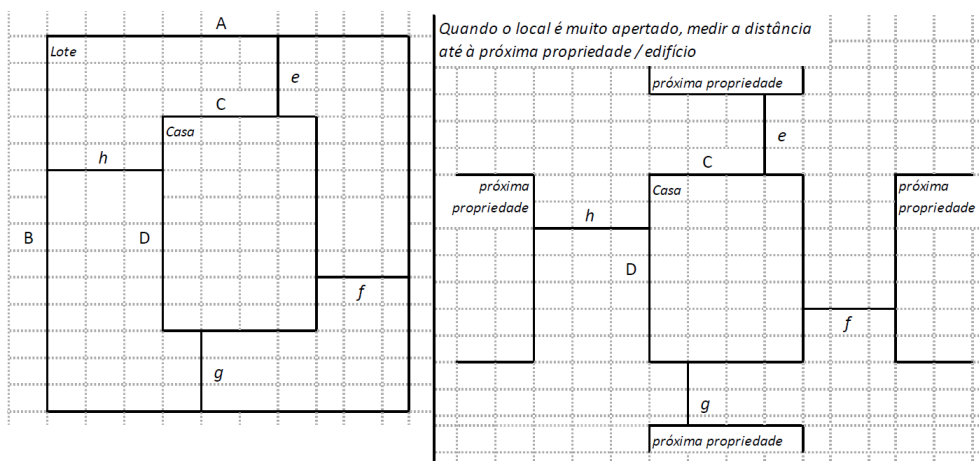 A
Lote
e
C
Casa
h
B
D
f
g
Quando o local é muito apertado, medir a distância
até à próxima propriedade / edifício
próxima propriedade
e
C
próxima
propriedade
Casa
próxima
propriedade
h
D
f
g
próxima propriedade